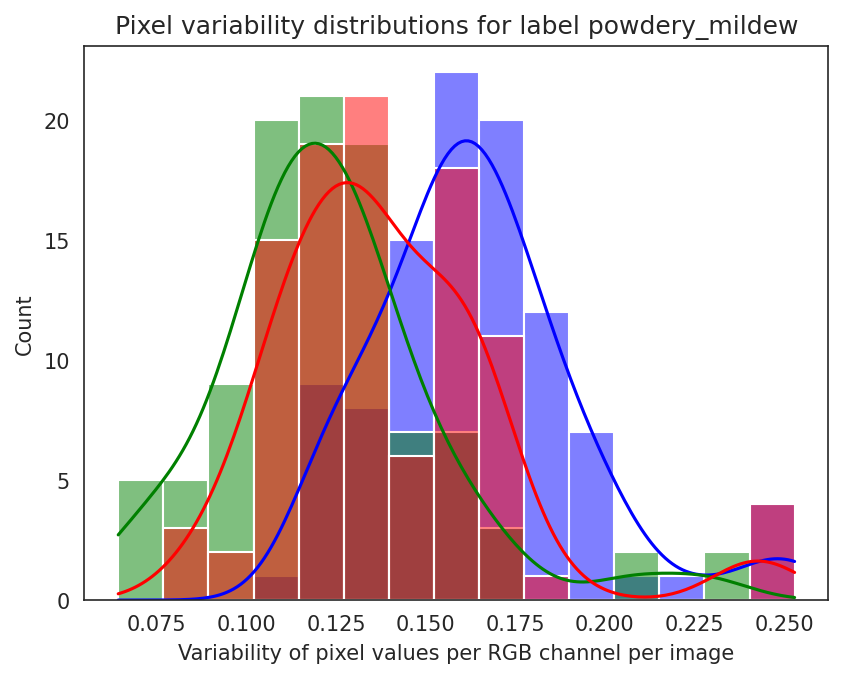 Pixel variability distributions for label powdery_mildew
Count
20
15
10
5
0
0.075 0.100 0.125 0.150 0.175 0.200 0.225 0.250
Variability of pixel values per RGB channel per image